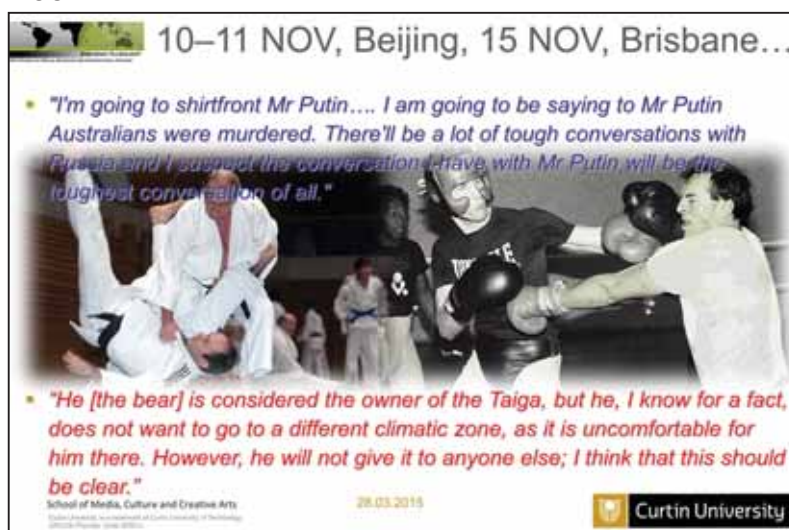 10–11 NOV, Beijing, 15 NOV, Brisbane…
• "I'm going to shirtfront Mr Putin…. I am going to be saying to Mr Putin
Australians were murdered. There'll be a lot of tough conversations with
Russia and I suspect the conversation I have with Mr Putin will be the
toughest conversation of all."
• "He [the bear] is considered the owner of the Taiga, but he, I know for a fact,
does not want to go to a different climatic zone, as it is uncomfortable for
him there. However, he will not give it to anyone else; I think that this should
be clear."
School of Media, Culture and Creative Arts
28.03.2015
Curtin University